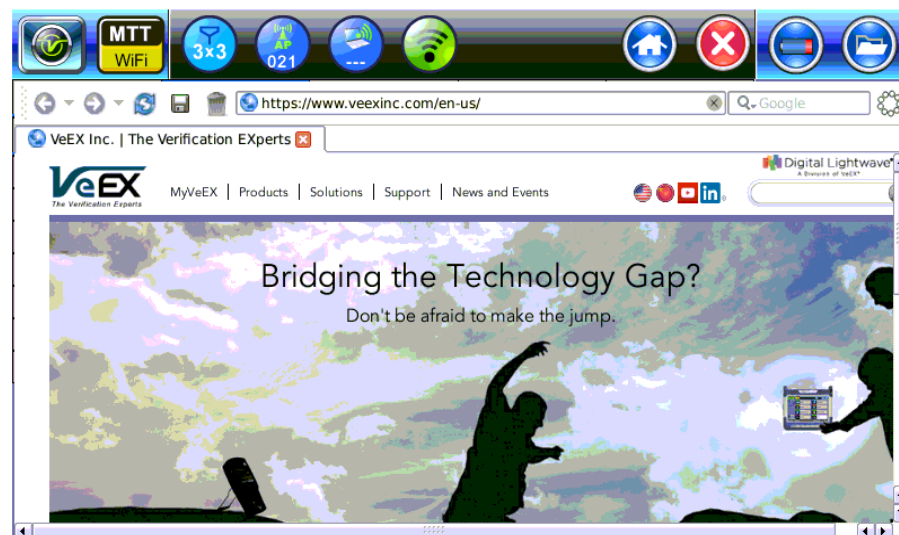 MTT
WiFi
3x3
AP
021
---
https://www.veexinc.com/en-us/
Google
VeEX Inc. | The Verification EXperts
VeEX
The Verification Experts
MyVeEX | Products | Solutions | Support | News and Events
in
Digital Lightwave
A Division of VeEX
Bridging the Technology Gap?
Don't be afraid to make the jump.